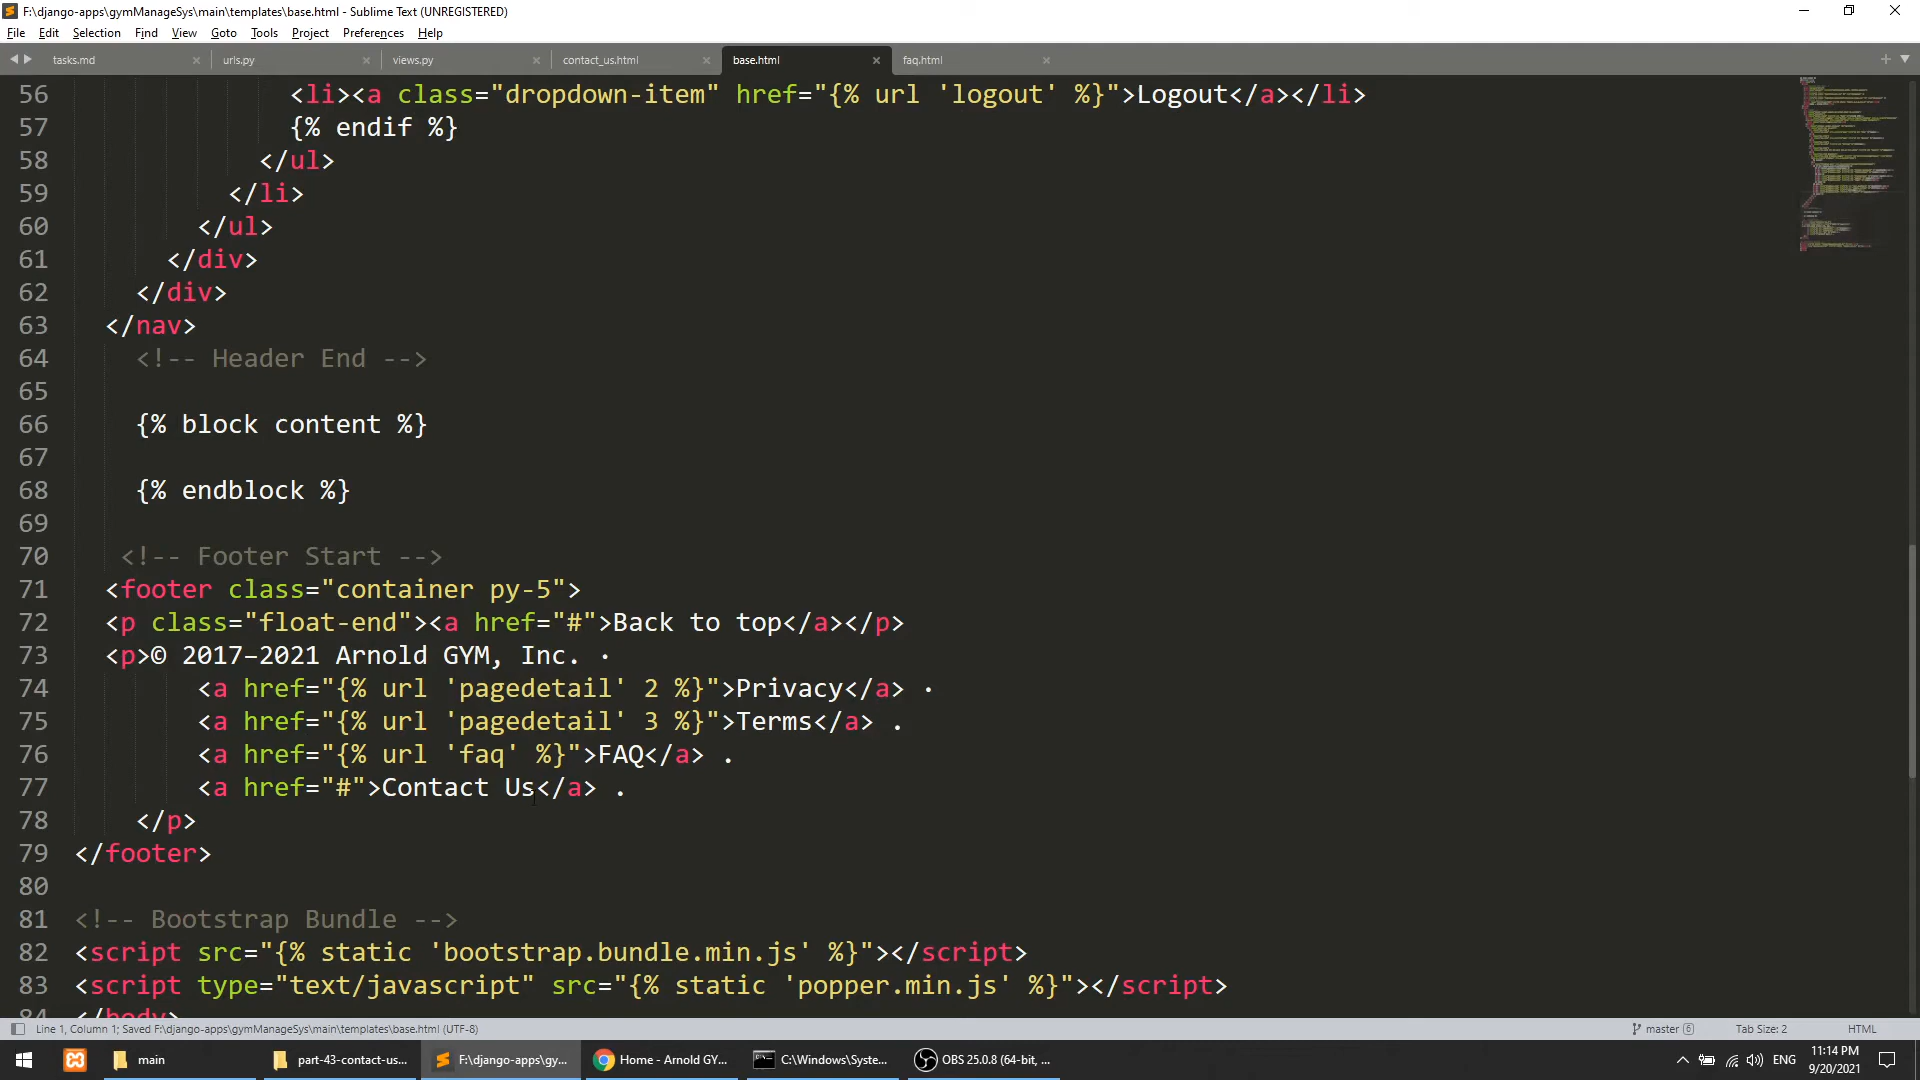 F:\django-apps\gymManageSys\main\templates\base.html - Sublime Text (UNREGISTERED)
File Edit Selection Find View Goto Tools Project Preferences Help
tasks.md urls.py views.py contact_us.html base.html faq.html
56 <li><a class="dropdown-item" href="{% url 'logout' %}">Logout</a></li>
57 {% endif %}
58 </ul>
59 </li>
60 </ul>
61 </div>
62 </div>
63 </nav>
64 <!-- Header End -->
65
66 {% block content %}
67
68 {% endblock %}
69
70 <!-- Footer Start -->
71 <footer class="container py-5">
72 <p class="float-end"><a href="#">Back to top</a></p>
73 <p>© 2017–2021 Arnold GYM, Inc. ·
74 <a href="{% url 'pagedetail' 2 %}">Privacy</a> ·
75 <a href="{% url 'pagedetail' 3 %}">Terms</a> .
76 <a href="{% url 'faq' %}">FAQ</a> .
77 <a href="#">Contact Us</a> .
78 </p>
79 </footer>
80
81 <!-- Bootstrap Bundle -->
82 <script src="{% static 'bootstrap.bundle.min.js' %}"></script>
83 <script type="text/javascript" src="{% static 'popper.min.js' %}"></script>
84 </body>
Line 1, Column 1; Saved F:\django-apps\gymManageSys\main\templates\base.html (UTF-8) master 6 Tab Size: 2 HTML
main part-43-contact-us... F:\django-apps\gy... Home - Arnold GY... C:\Windows\Syste... OBS 25.0.8 (64-bit, ... ENG 11:14 PM
9/20/2021